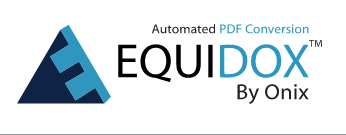 Automated PDF Conversion
EQUIDOX™
By Onix